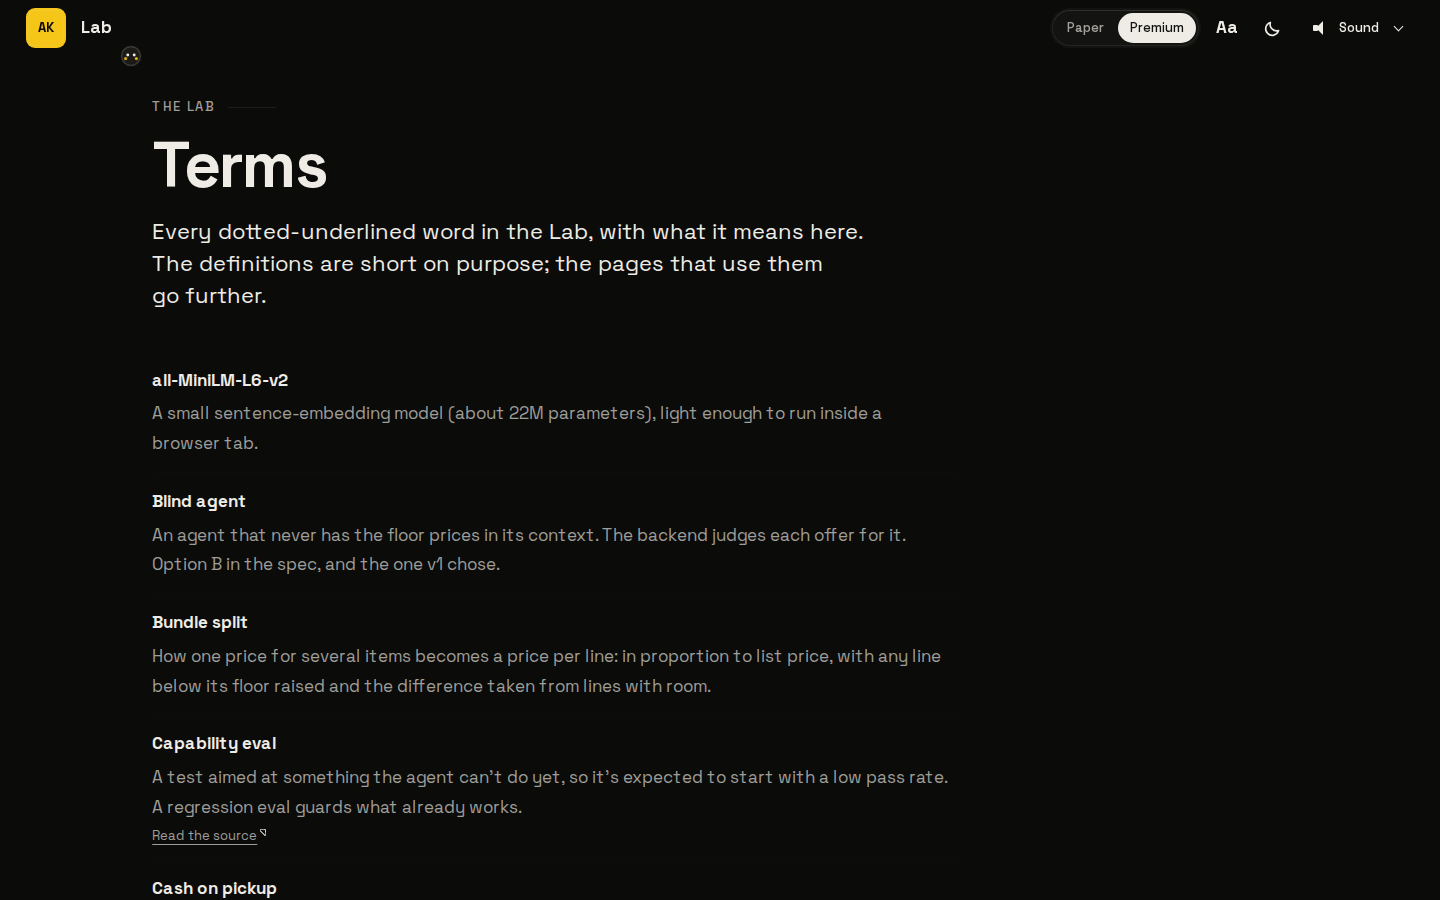 AK
Lab
Paper
Premium
Aa
Sound
THE LAB
Terms
Every dotted-underlined word in the Lab, with what it means here.
The definitions are short on purpose; the pages that use them
go further.
all-MiniLM-L6-v2
A small sentence-embedding model (about 22M parameters), light enough to run inside a
browser tab.
Blind agent
An agent that never has the floor prices in its context. The backend judges each offer for it.
Option B in the spec, and the one v1 chose.
Bundle split
How one price for several items becomes a price per line: in proportion to list price, with any line
below its floor raised and the difference taken from lines with room.
Capability eval
A test aimed at something the agent can’t do yet, so it’s expected to start with a low pass rate.
A regression eval guards what already works.
Read the source
Cash on pickup